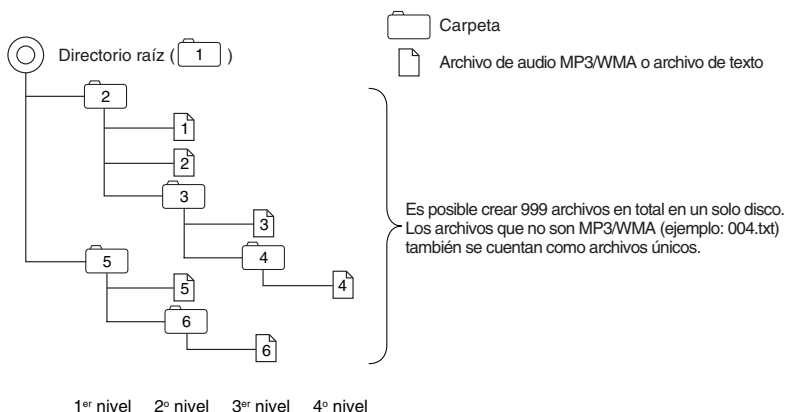 Carpeta
Directorio raíz ( 1 )
Archivo de audio MP3/WMA o archivo de texto
2
1
2
3
3
4
4
5
5
6
6
Es posible crear 999 archivos en total en un solo disco.
Los archivos que no son MP3/WMA (ejemplo: 004.txt)
también se cuentan como archivos únicos.
1er nivel 2o nivel 3er nivel 4o nivel